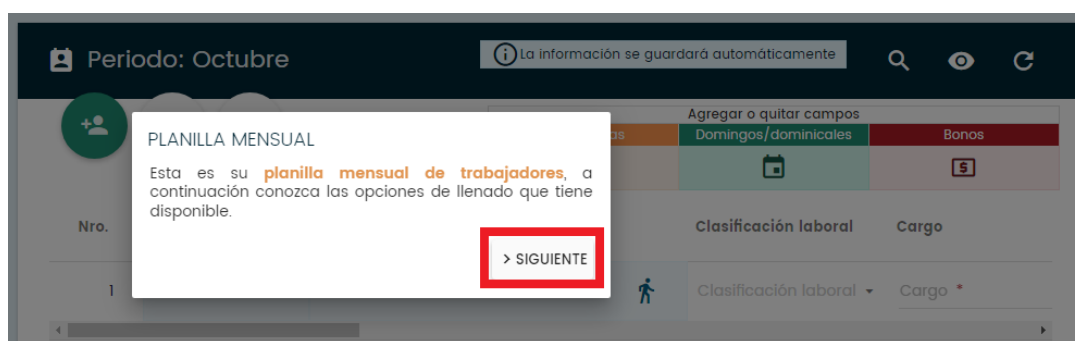 Periodo: Octubre
La información se guardará automáticamente
Agregar o quitar campos
as
Domingos/dominicales
Bonos
PLANILLA MENSUAL
Esta es su planilla mensual de trabajadores, a
continuación conozca las opciones de llenado que tiene
disponible.
> SIGUIENTE
Nro.
Clasificación laboral
Cargo
1
Clasificación laboral
Cargo *